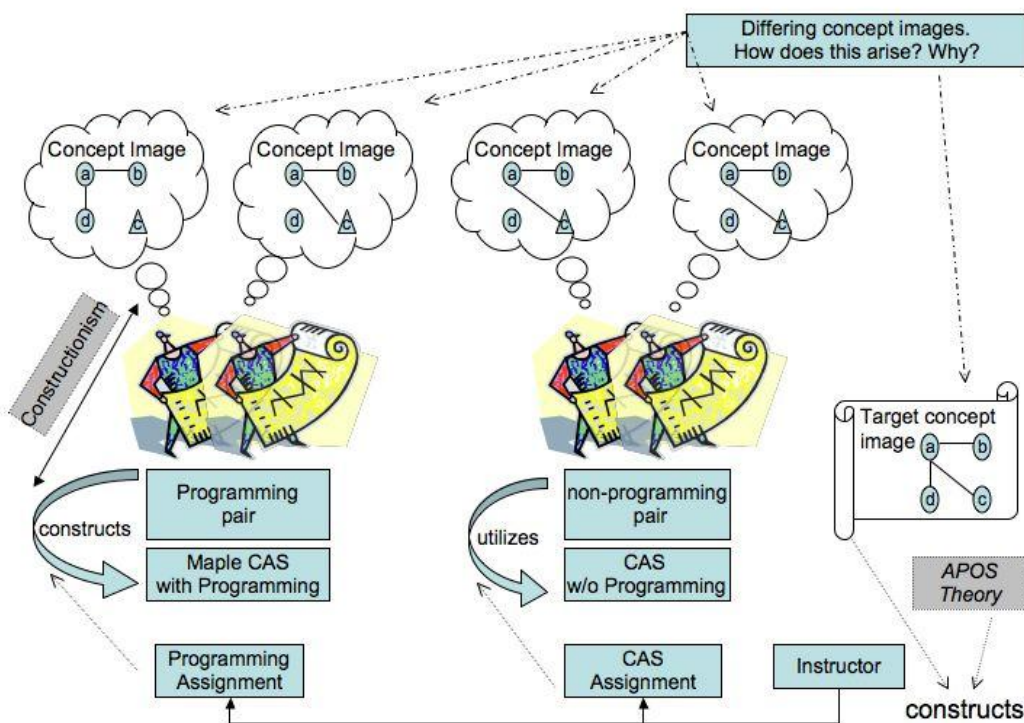 Differing concept images.
How does this arise? Why?
Concept Image
a b
d c
Concept Image
a b
d c
Concept Image
a b
d c
Concept Image
a b
d c
Constructionism
Target concept
image
a b
d c
Programming
pair
constructs
Maple CAS
with Programming
non-programming
pair
utilizes
CAS
w/o Programming
APOS
Theory
Programming
Assignment
CAS
Assignment
Instructor
constructs